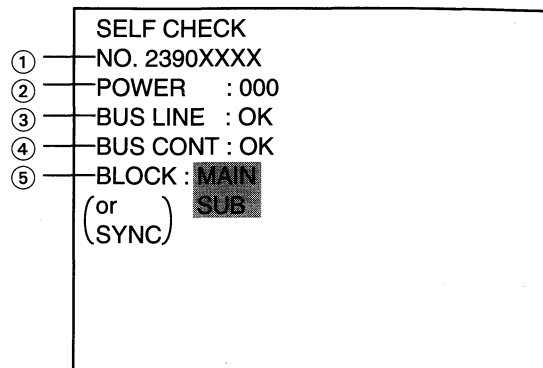 SELF CHECK
① NO. 2390XXXX
② POWER : 000
③ BUS LINE : OK
④ BUS CONT : OK
⑤ BLOCK : MAIN
(or SUB
SYNC)